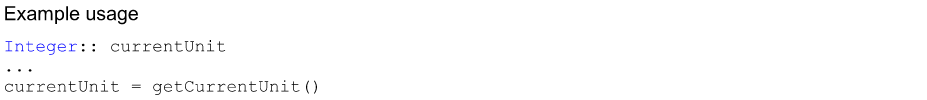 Example usage
Integer:: currentUnit
...
currentUnit = getCurrentUnit()